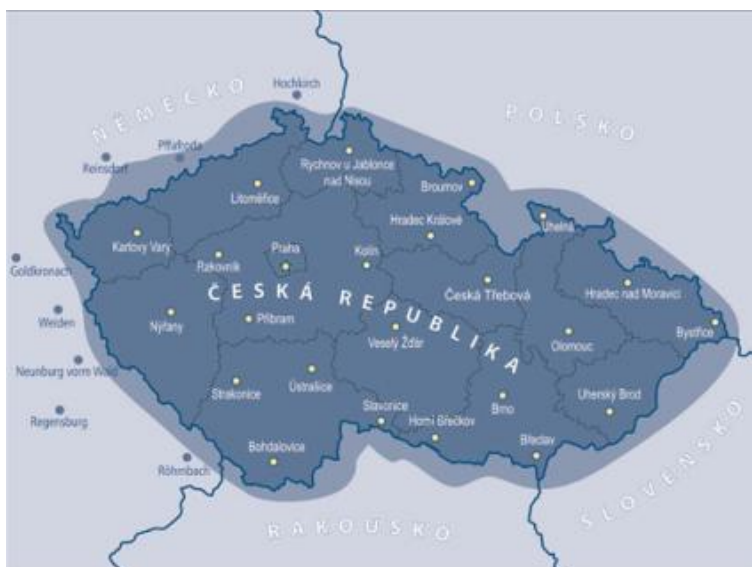 Hochkirch
NĚMECKO
POLSKO
Pffafroda
Reinsdorf
Rychnov u Jablonce
nad Nisou
Broumov
Litoměřice
Hradec Králové
Úhelná
Karlovy Vary
Praha
Kolín
Rakovník
Goldkronach
ČESKÁ REPUBLIKA
Česká Třebová
Hradec nad Moravicí
Weiden
Nýřany
Příbram
Veselý Žďár
Olomouc
Bystřice
Neunburg vorm Wald
Strakonice
Ústrašice
Slavonice
Brno
Uherský Brod
Regensburg
Horní Břečkov
Bohdalovice
Břeclav
Röhrnbach
RAKOUSKO
SLOVENSKO